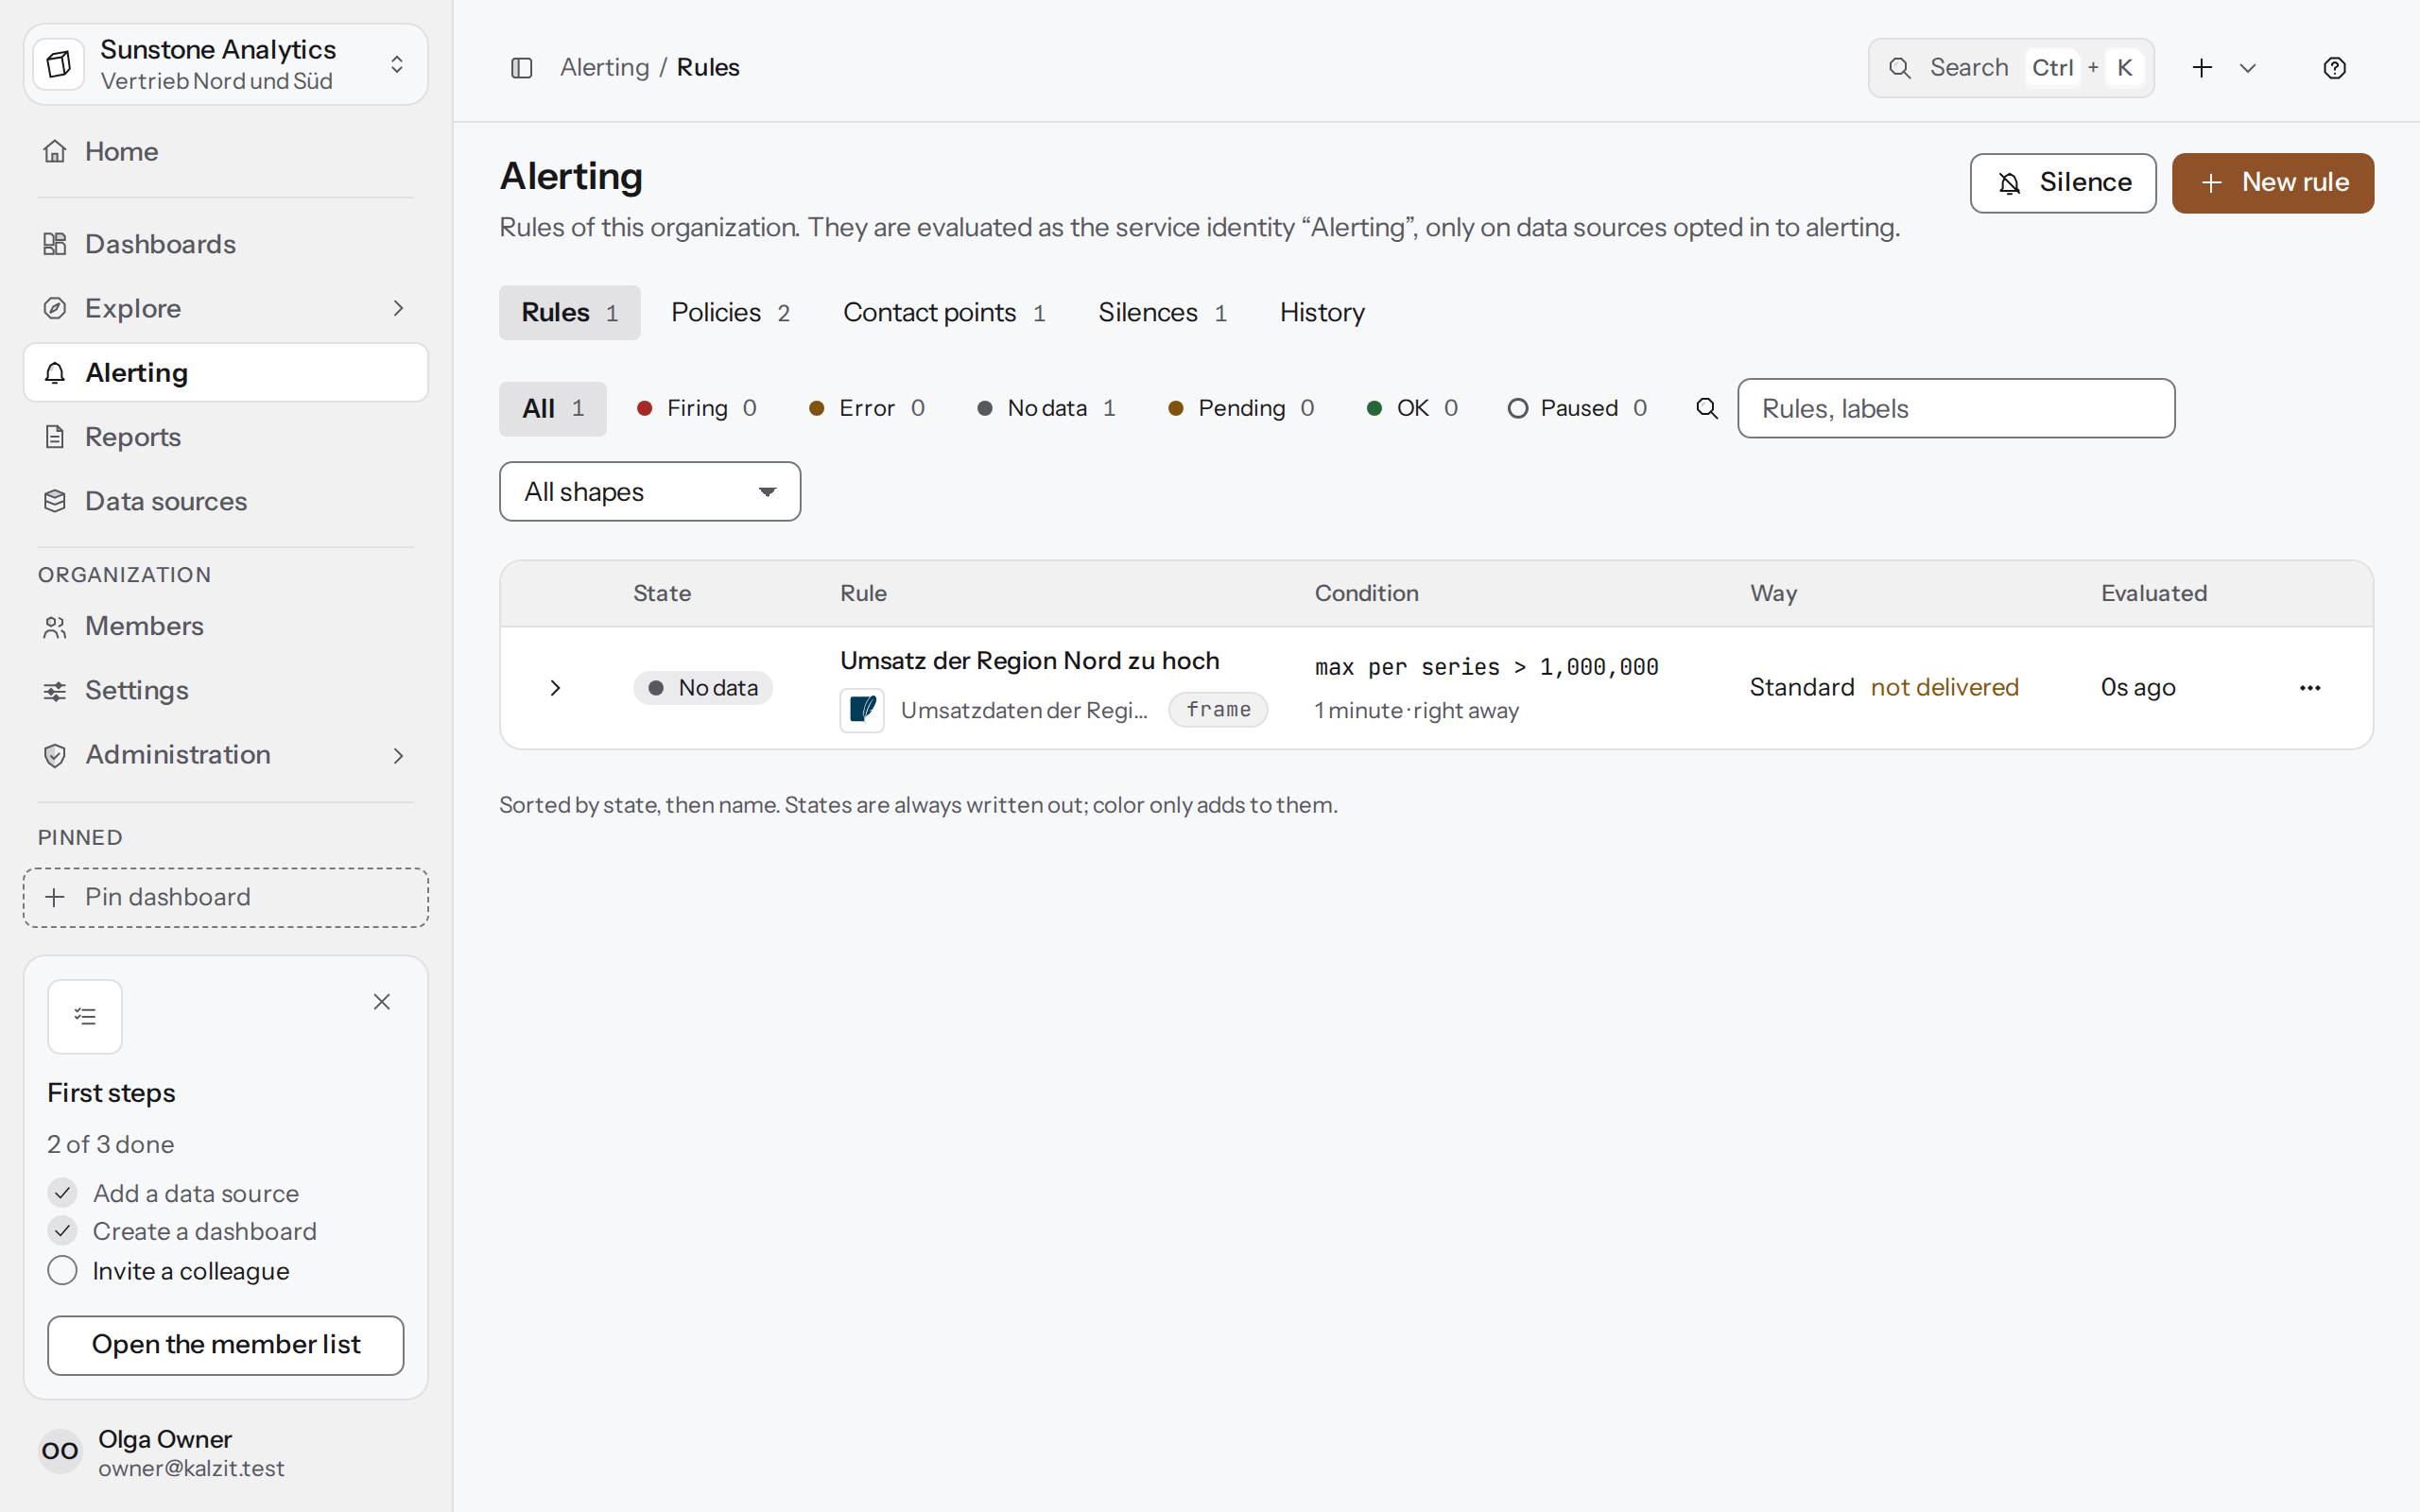 Sunstone Analytics
Vertrieb Nord und Süd
Home
Dashboards
Explore
Alerting
Reports
Data sources
ORGANIZATION
Members
Settings
Administration
PINNED
Pin dashboard
First steps
2 of 3 done
Add a data source
Create a dashboard
Invite a colleague
Open the member list
OO
Olga Owner
owner@kalzit.test
Alerting / Rules
Search Ctrl + K
Alerting
Rules of this organization. They are evaluated as the service identity “Alerting”, only on data sources opted in to alerting.
Silence
New rule
Rules 1 Policies 2 Contact points 1 Silences 1 History
All 1 Firing 0 Error 0 No data 1 Pending 0 OK 0 Paused 0 Rules, labels
All shapes
State Rule Condition Way Evaluated
No data
Umsatz der Region Nord zu hoch
Umsatzdaten der Regi... frame
max per series > 1,000,000
1 minute · right away
Standard not delivered
0s ago
Sorted by state, then name. States are always written out; color only adds to them.